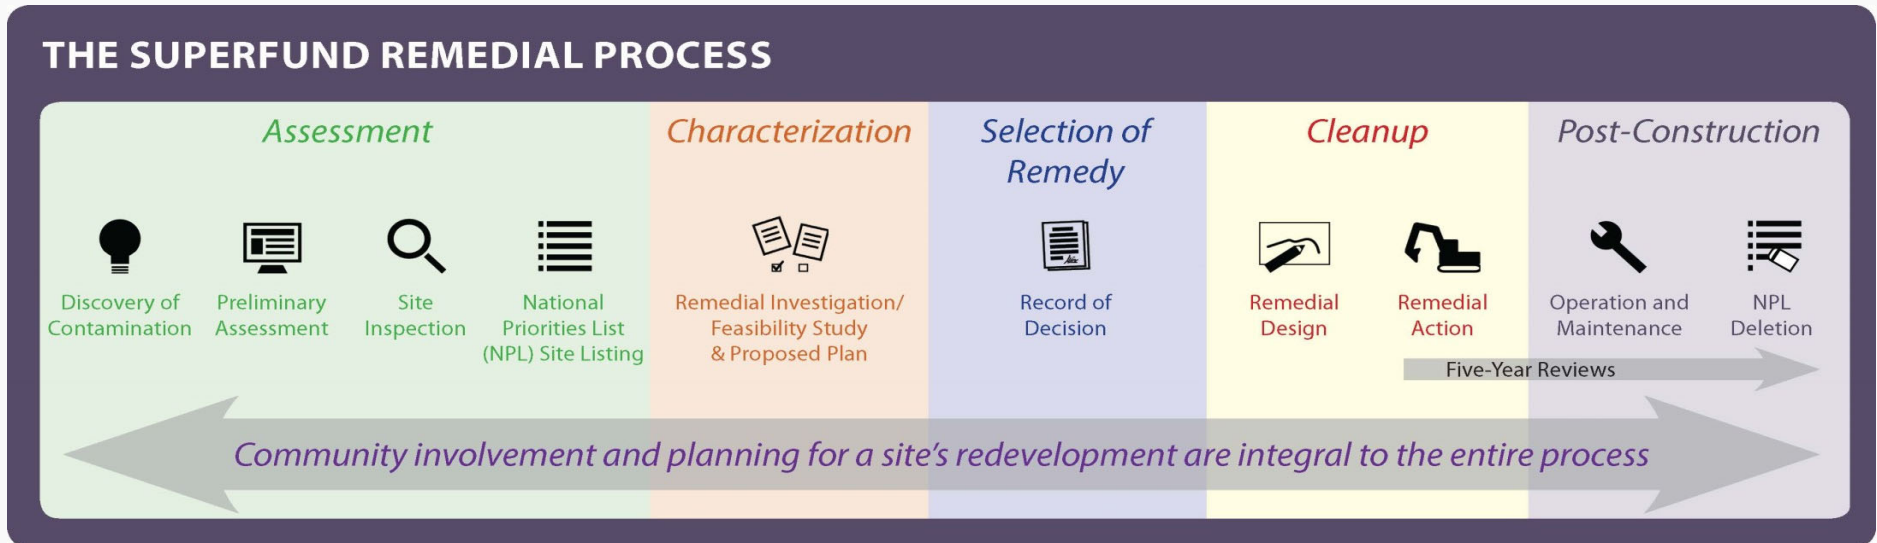 THE SUPERFUND REMEDIAL PROCESS
Assessment
Discovery of
Contamination
Preliminary
Assessment
Site
Inspection
National
Priorities List
(NPL) Site Listing
Characterization
Remedial Investigation/
Feasibility Study
& Proposed Plan
Selection of
Remedy
Record of
Decision
Cleanup
Remedial
Design
Remedial
Action
Post-Construction
Operation and
Maintenance
NPL
Deletion
Five-Year Reviews
Community involvement and planning for a site's redevelopment are integral to the entire process